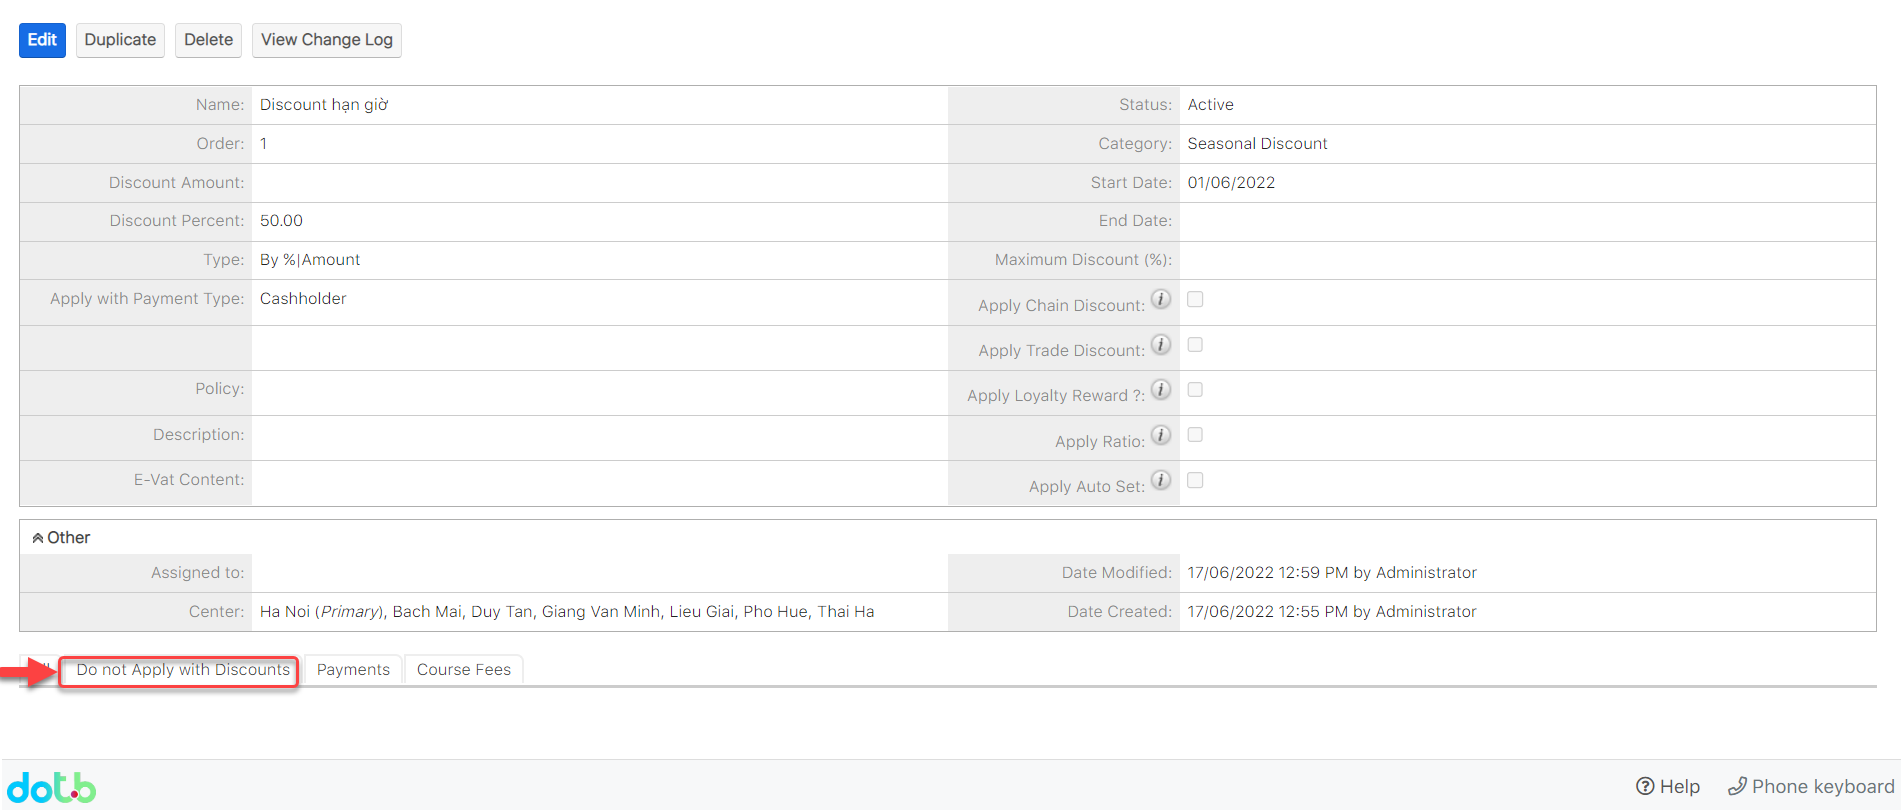 Edit Duplicate Delete View Change Log
Name: Discount hạn giờ Status: Active
Order: 1 Category: Seasonal Discount
Discount Amount: Start Date: 01/06/2022
Discount Percent: 50.00 End Date:
Type: By %|Amount Maximum Discount (%):
Apply with Payment Type: Cashholder Apply Chain Discount: i
Apply Trade Discount: i
Policy: Apply Loyalty Reward ?: i
Description: Apply Ratio: i
E-Vat Content: Apply Auto Set: i
Other
Assigned to: Date Modified: 17/06/2022 12:59 PM by Administrator
Center: Ha Noi (Primary), Bach Mai, Duy Tan, Giang Van Minh, Lieu Giai, Pho Hue, Thai Ha Date Created: 17/06/2022 12:55 PM by Administrator
Do not Apply with Discounts Payments Course Fees
dotb ? Help Phone keyboard